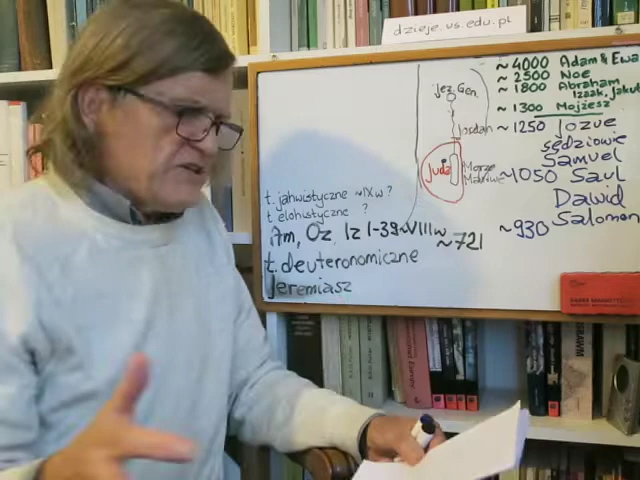 dzieje.us.edu.pl
~4000 Adam & Ewa
~2500 Noe
~1800 Abraham
Izaak, Jakub
~1300 Mojżesz
~1250 Jozue
sędziowie
Samuel
~1050 Saul
Dawid
~930 Salomon
Jez. Gen.
Jordan
Juda
Morze
Martwe
t. jahwistyczne ~IX w?
t. elohistyczne ?
Am, Oz, Iz 1-39 ~VIII w
~721
t. deuteronomiczne
Jeremiasz